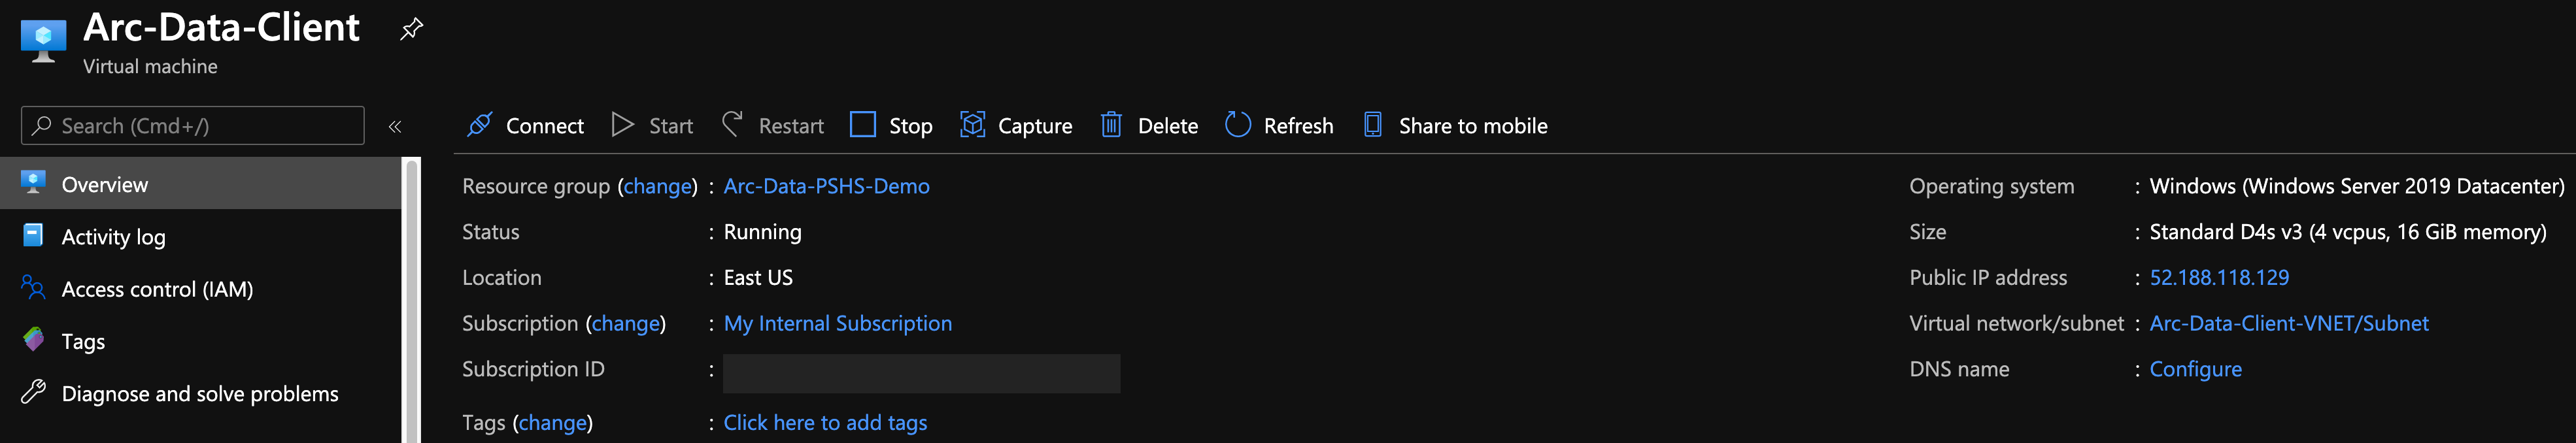 Arc-Data-Client
Virtual machine
Search (Cmd+/)
«
Connect Start Restart Stop Capture Delete Refresh Share to mobile
Overview
Activity log
Access control (IAM)
Tags
Diagnose and solve problems
Resource group (change) : Arc-Data-PSHS-Demo
Status : Running
Location : East US
Subscription (change) : My Internal Subscription
Subscription ID :
Tags (change) : Click here to add tags
Operating system : Windows (Windows Server 2019 Datacenter)
Size : Standard D4s v3 (4 vcpus, 16 GiB memory)
Public IP address : 52.188.118.129
Virtual network/subnet : Arc-Data-Client-VNET/Subnet
DNS name : Configure